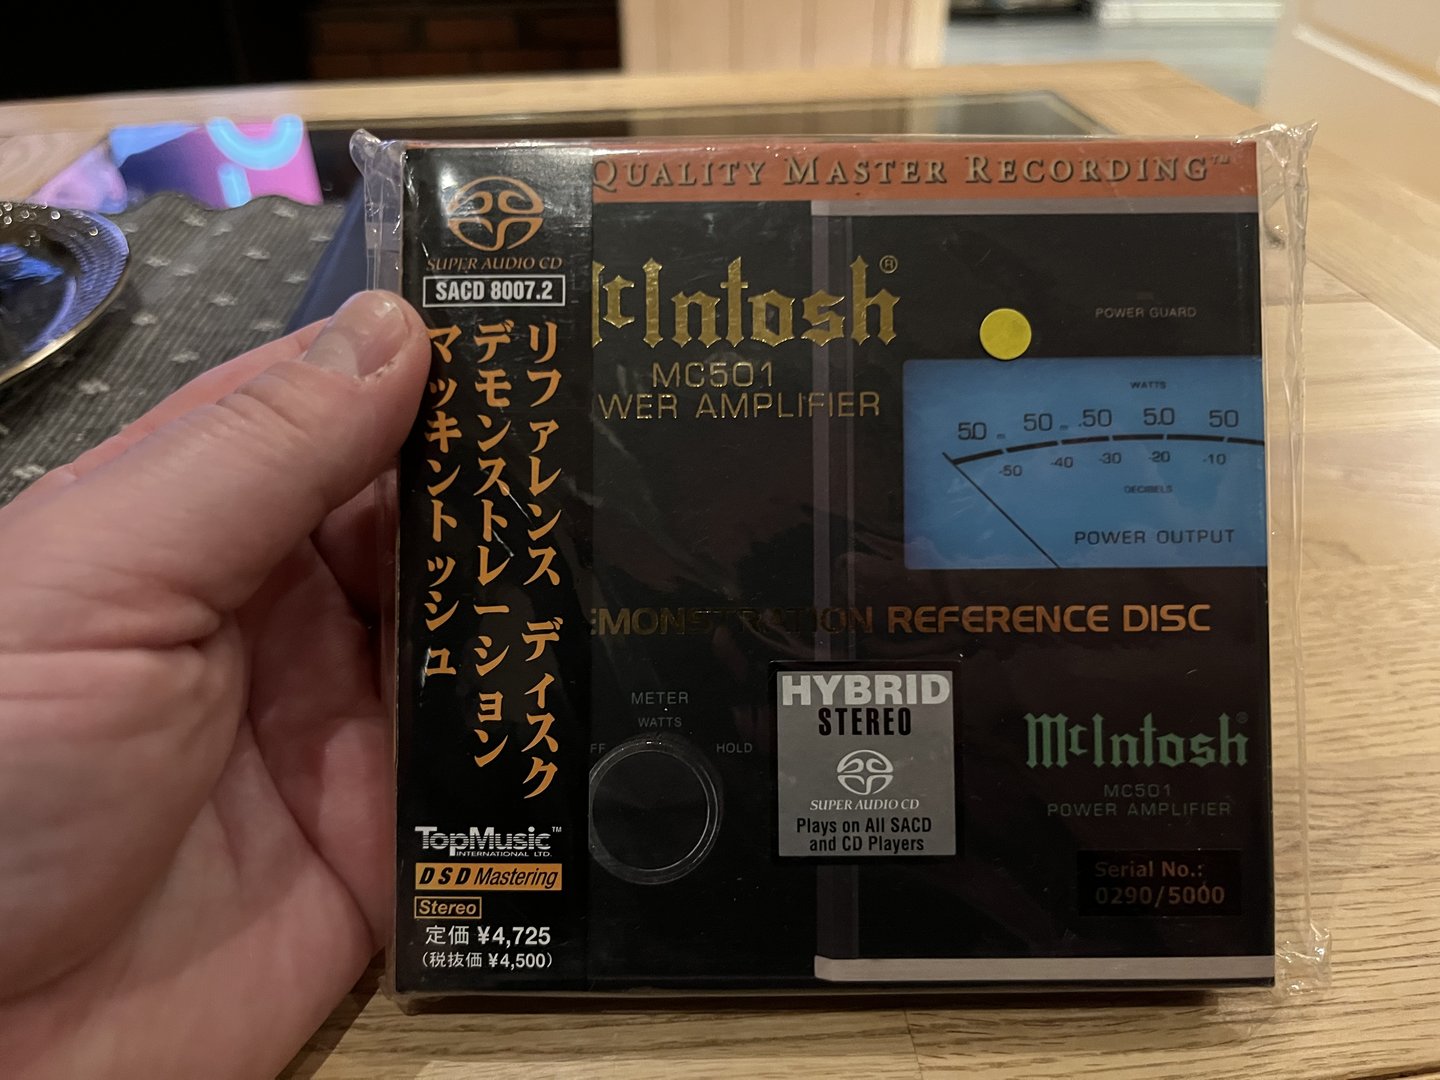 SUPER AUDIO CD
SACD 8007.2
リファレンス ディスク
デモンストレーション
マッキントッシュ
TopMusic™
INTERNATIONAL LTD.
DSD Mastering
Stereo
定価 ¥4,725
(税抜価 ¥4,500)
QUALITY MASTER RECORDING™
McIntosh®
MC501
WER AMPLIFIER
POWER GUARD
WATTS
50 50 50 50 50
-50 -40 -30 -20 -10
DECIBELS
POWER OUTPUT
EMONSTRATION REFERENCE DISC
METER
WATTS
FF
HOLD
HYBRID
STEREO
SUPER AUDIO CD
Plays on All SACD
and CD Players
McIntosh®
MC501
POWER AMPLIFIER
Serial No.:
0290/5000